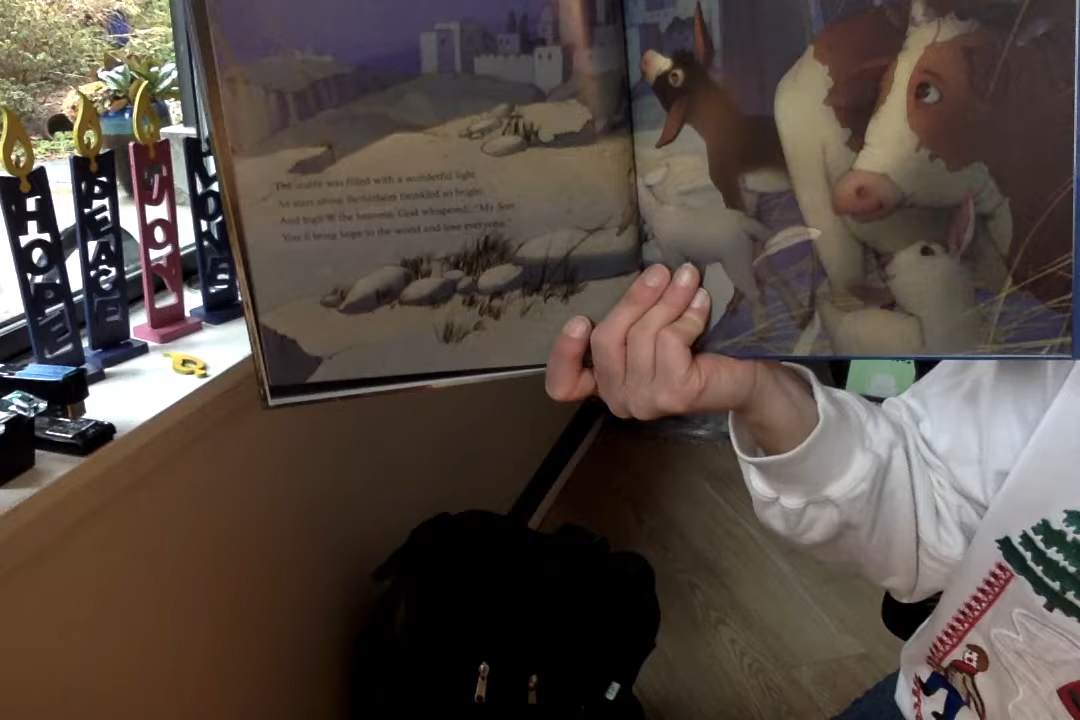 HOPE
PEACE
JOY
LOVE
The stable was filled with a wonderful light
As stars above Bethlehem twinkled so bright.
And high in the heavens, God whispered, "My Son,
You'll bring hope to the world and love everyone."